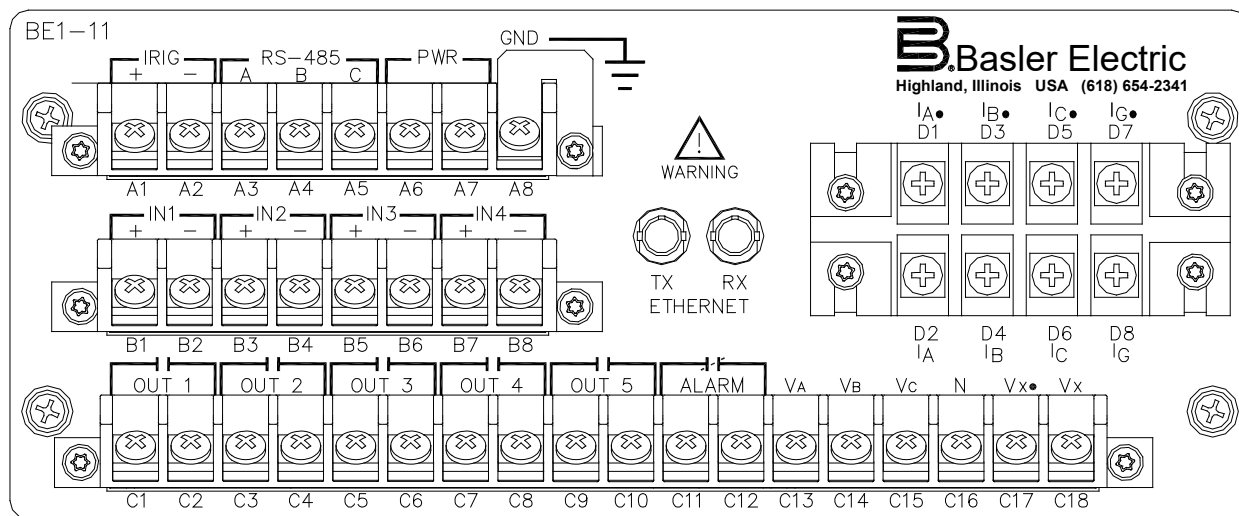 BE1-11
GND
IRIG RS-485 PWR
+ − A B C
A1 A2 A3 A4 A5 A6 A7 A8
WARNING
Basler Electric
Highland, Illinois USA (618) 654-2341
IA• IB• IC• IG•
D1 D3 D5 D7
IN1 IN2 IN3 IN4
+ − + − + − + −
B1 B2 B3 B4 B5 B6 B7 B8
TX RX
ETHERNET
D2 D4 D6 D8
IA IB IC IG
OUT 1 OUT 2 OUT 3 OUT 4 OUT 5 ALARM VA VB VC N VX• VX
C1 C2 C3 C4 C5 C6 C7 C8 C9 C10 C11 C12 C13 C14 C15 C16 C17 C18